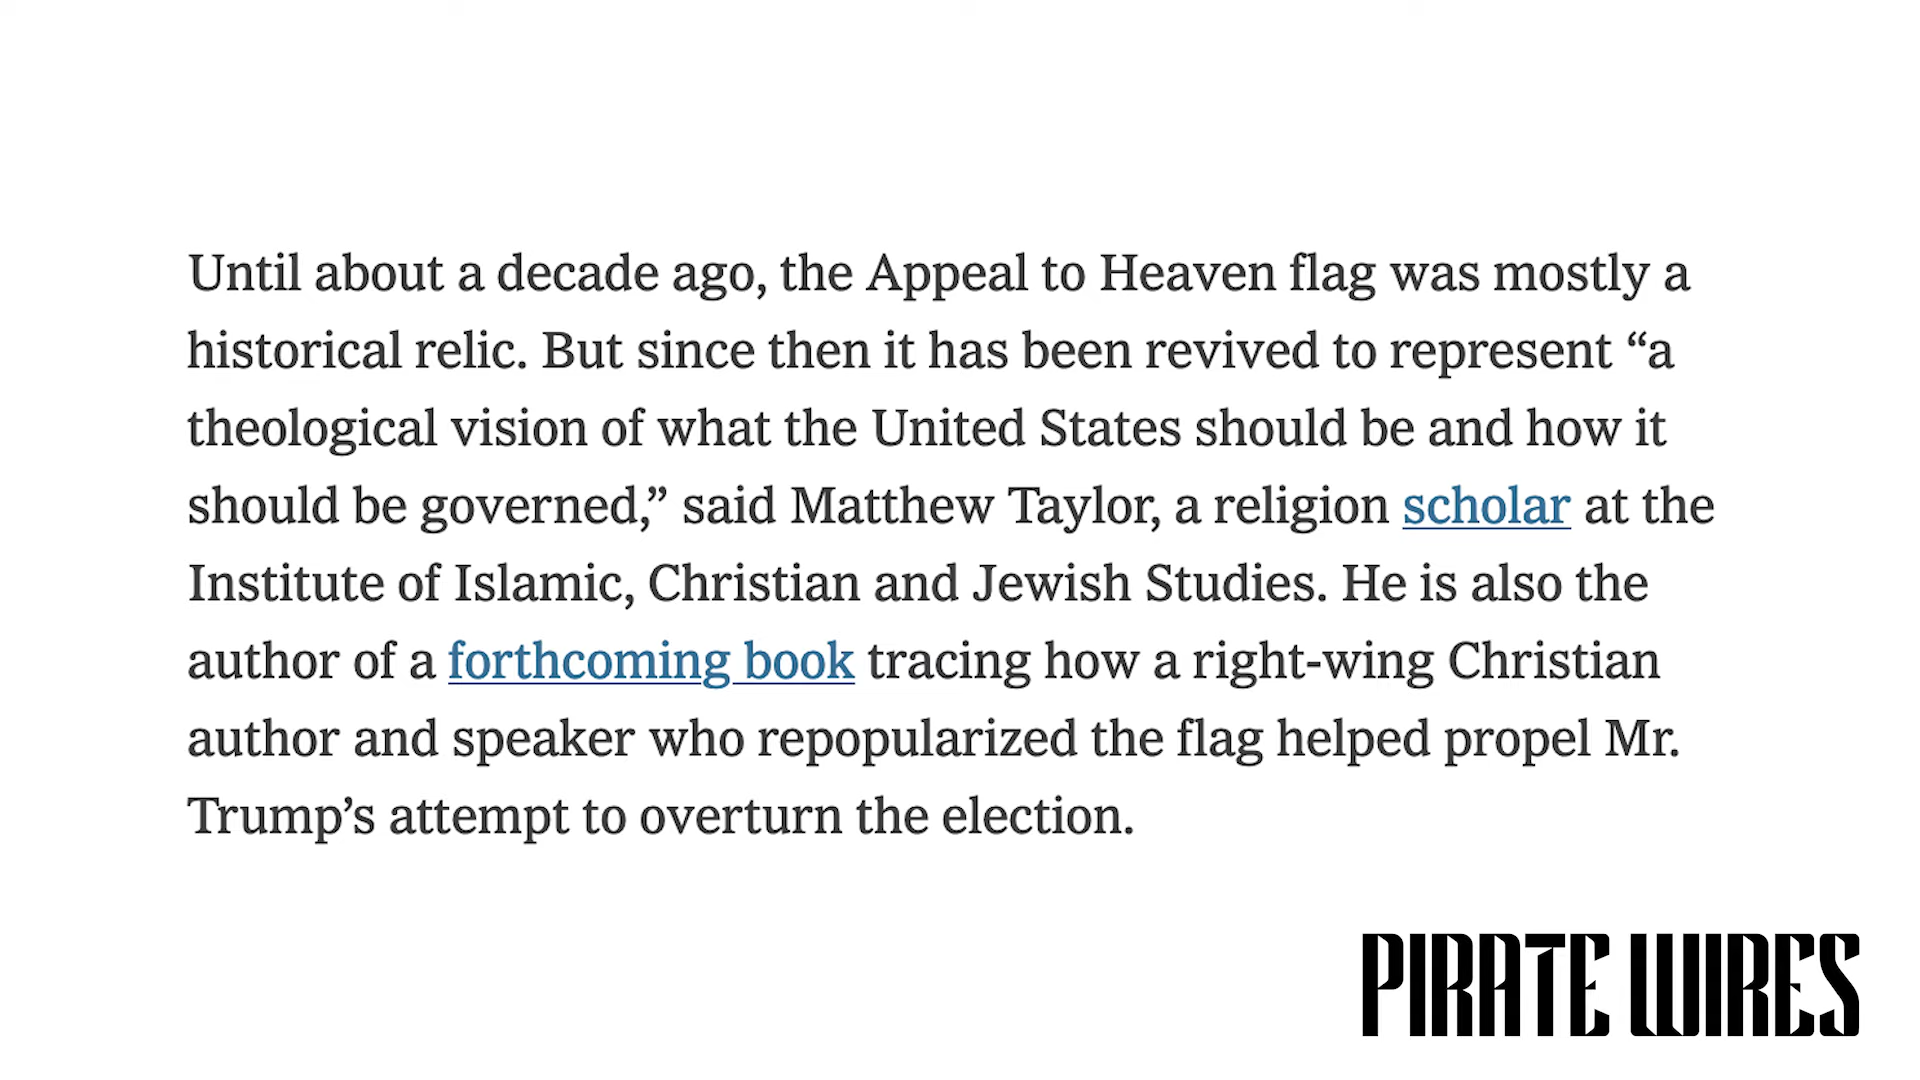 Until about a decade ago, the Appeal to Heaven flag was mostly a
historical relic. But since then it has been revived to represent “a
theological vision of what the United States should be and how it
should be governed,” said Matthew Taylor, a religion scholar at the
Institute of Islamic, Christian and Jewish Studies. He is also the
author of a forthcoming book tracing how a right-wing Christian
author and speaker who repopularized the flag helped propel Mr.
Trump’s attempt to overturn the election.
PIRATE WIRES